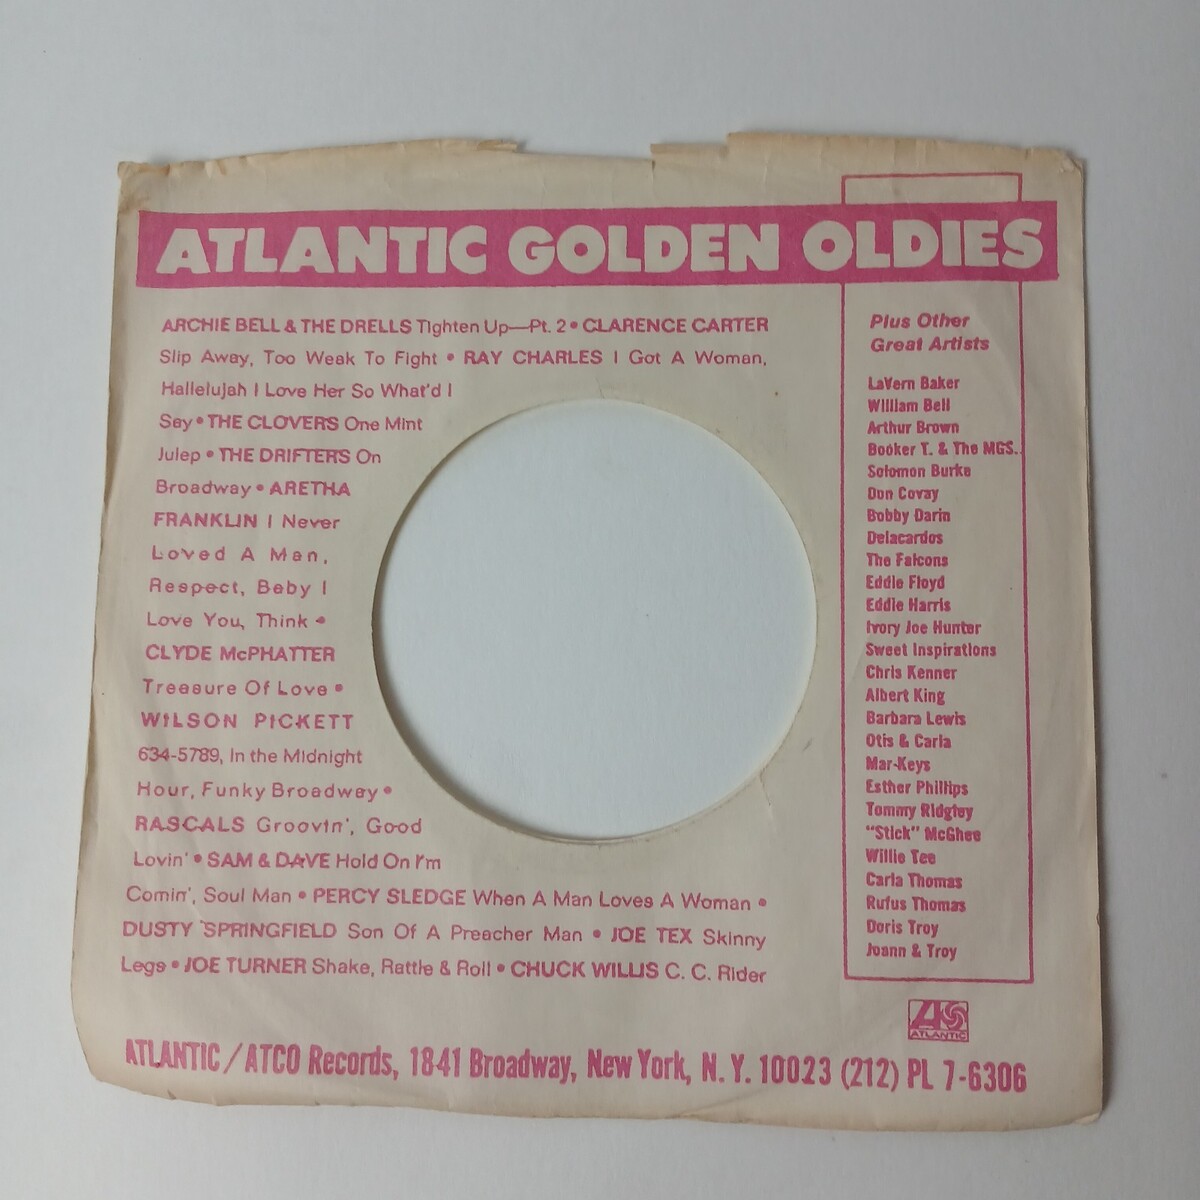 ATLANTIC GOLDEN OLDIES
ARCHIE BELL & THE DRELLS Tighten Up—Pt. 2 • CLARENCE CARTER
Slip Away, Too Weak To Fight • RAY CHARLES I Got A Woman,
Hallelujah I Love Her So What'd I
Say • THE CLOVERS One Mint
Julep • THE DRIFTERS On
Broadway • ARETHA
FRANKLIN I Never
Loved A Man,
Respect, Baby I
Love You, Think •
CLYDE McPHATTER
Treasure Of Love •
WILSON PICKETT
634-5789, In the Midnight
Hour, Funky Broadway •
RASCALS Groovin', Good
Lovin' • SAM & DAVE Hold On I'm
Comin', Soul Man • PERCY SLEDGE When A Man Loves A Woman •
DUSTY SPRINGFIELD Son Of A Preacher Man • JOE TEX Skinny
Legs • JOE TURNER Shake, Rattle & Roll • CHUCK WILLIS C. C. Rider
Plus Other
Great Artists
LaVern Baker
William Bell
Arthur Brown
Booker T. & The MGS.
Solomon Burke
Don Covay
Bobby Darin
Delacardos
The Falcons
Eddie Floyd
Eddie Harris
Ivory Joe Hunter
Sweet Inspirations
Chris Kenner
Albert King
Barbara Lewis
Otis & Carla
Mar-Keys
Esther Phillips
Tommy Ridgley
"Stick" McGhee
Willie Tee
Carla Thomas
Rufus Thomas
Doris Troy
Joann & Troy
ATLANTIC
ATLANTIC/ATCO Records, 1841 Broadway, New York, N. Y. 10023 (212) PL 7-6306